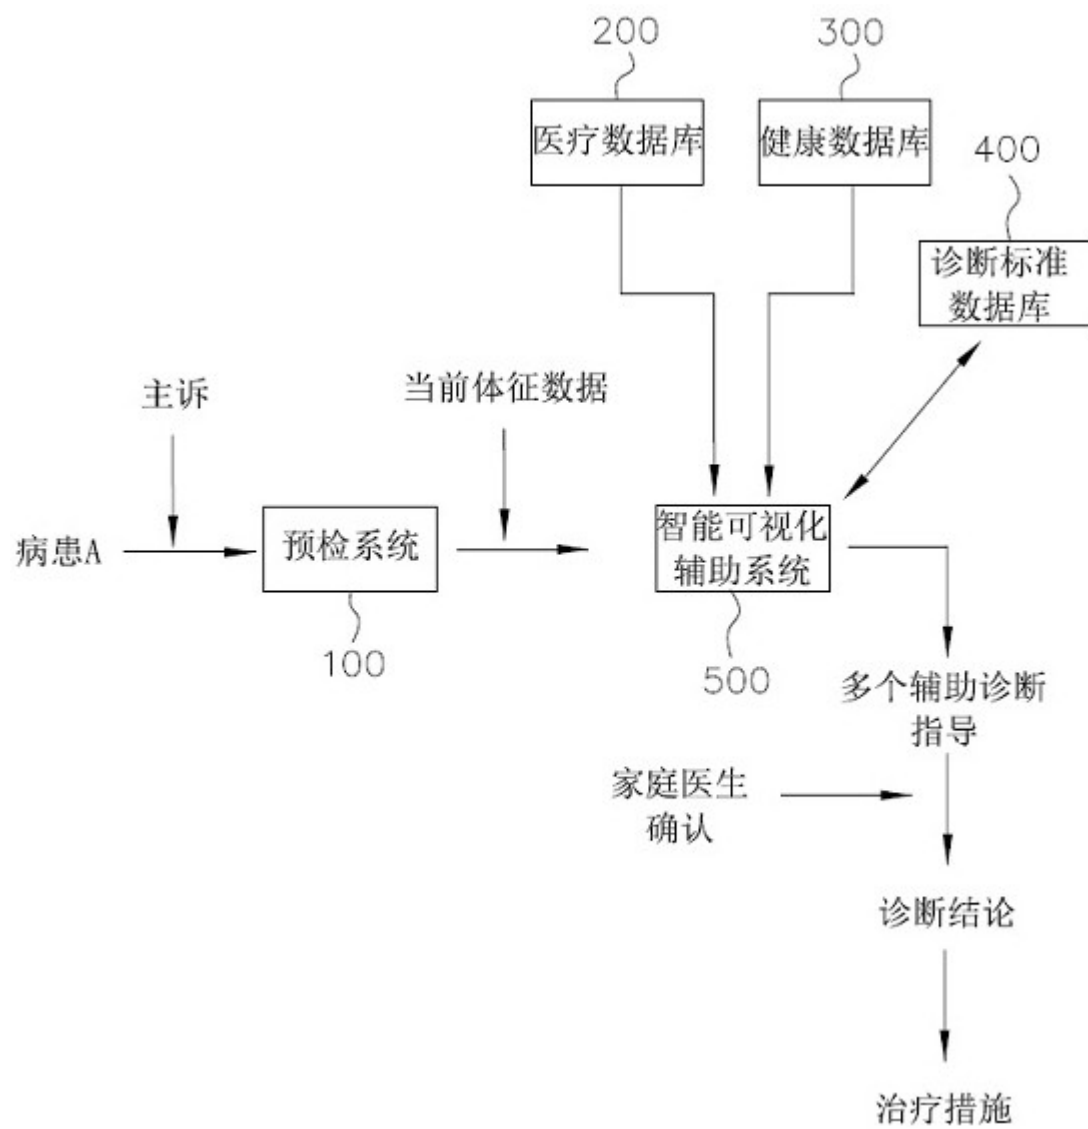 200
300
医疗数据库
健康数据库
400
诊断标准
数据库
主诉
当前体征数据
病患A
预检系统
智能可视化
辅助系统
100
500
多个辅助诊断
指导
家庭医生
确认
诊断结论
治疗措施